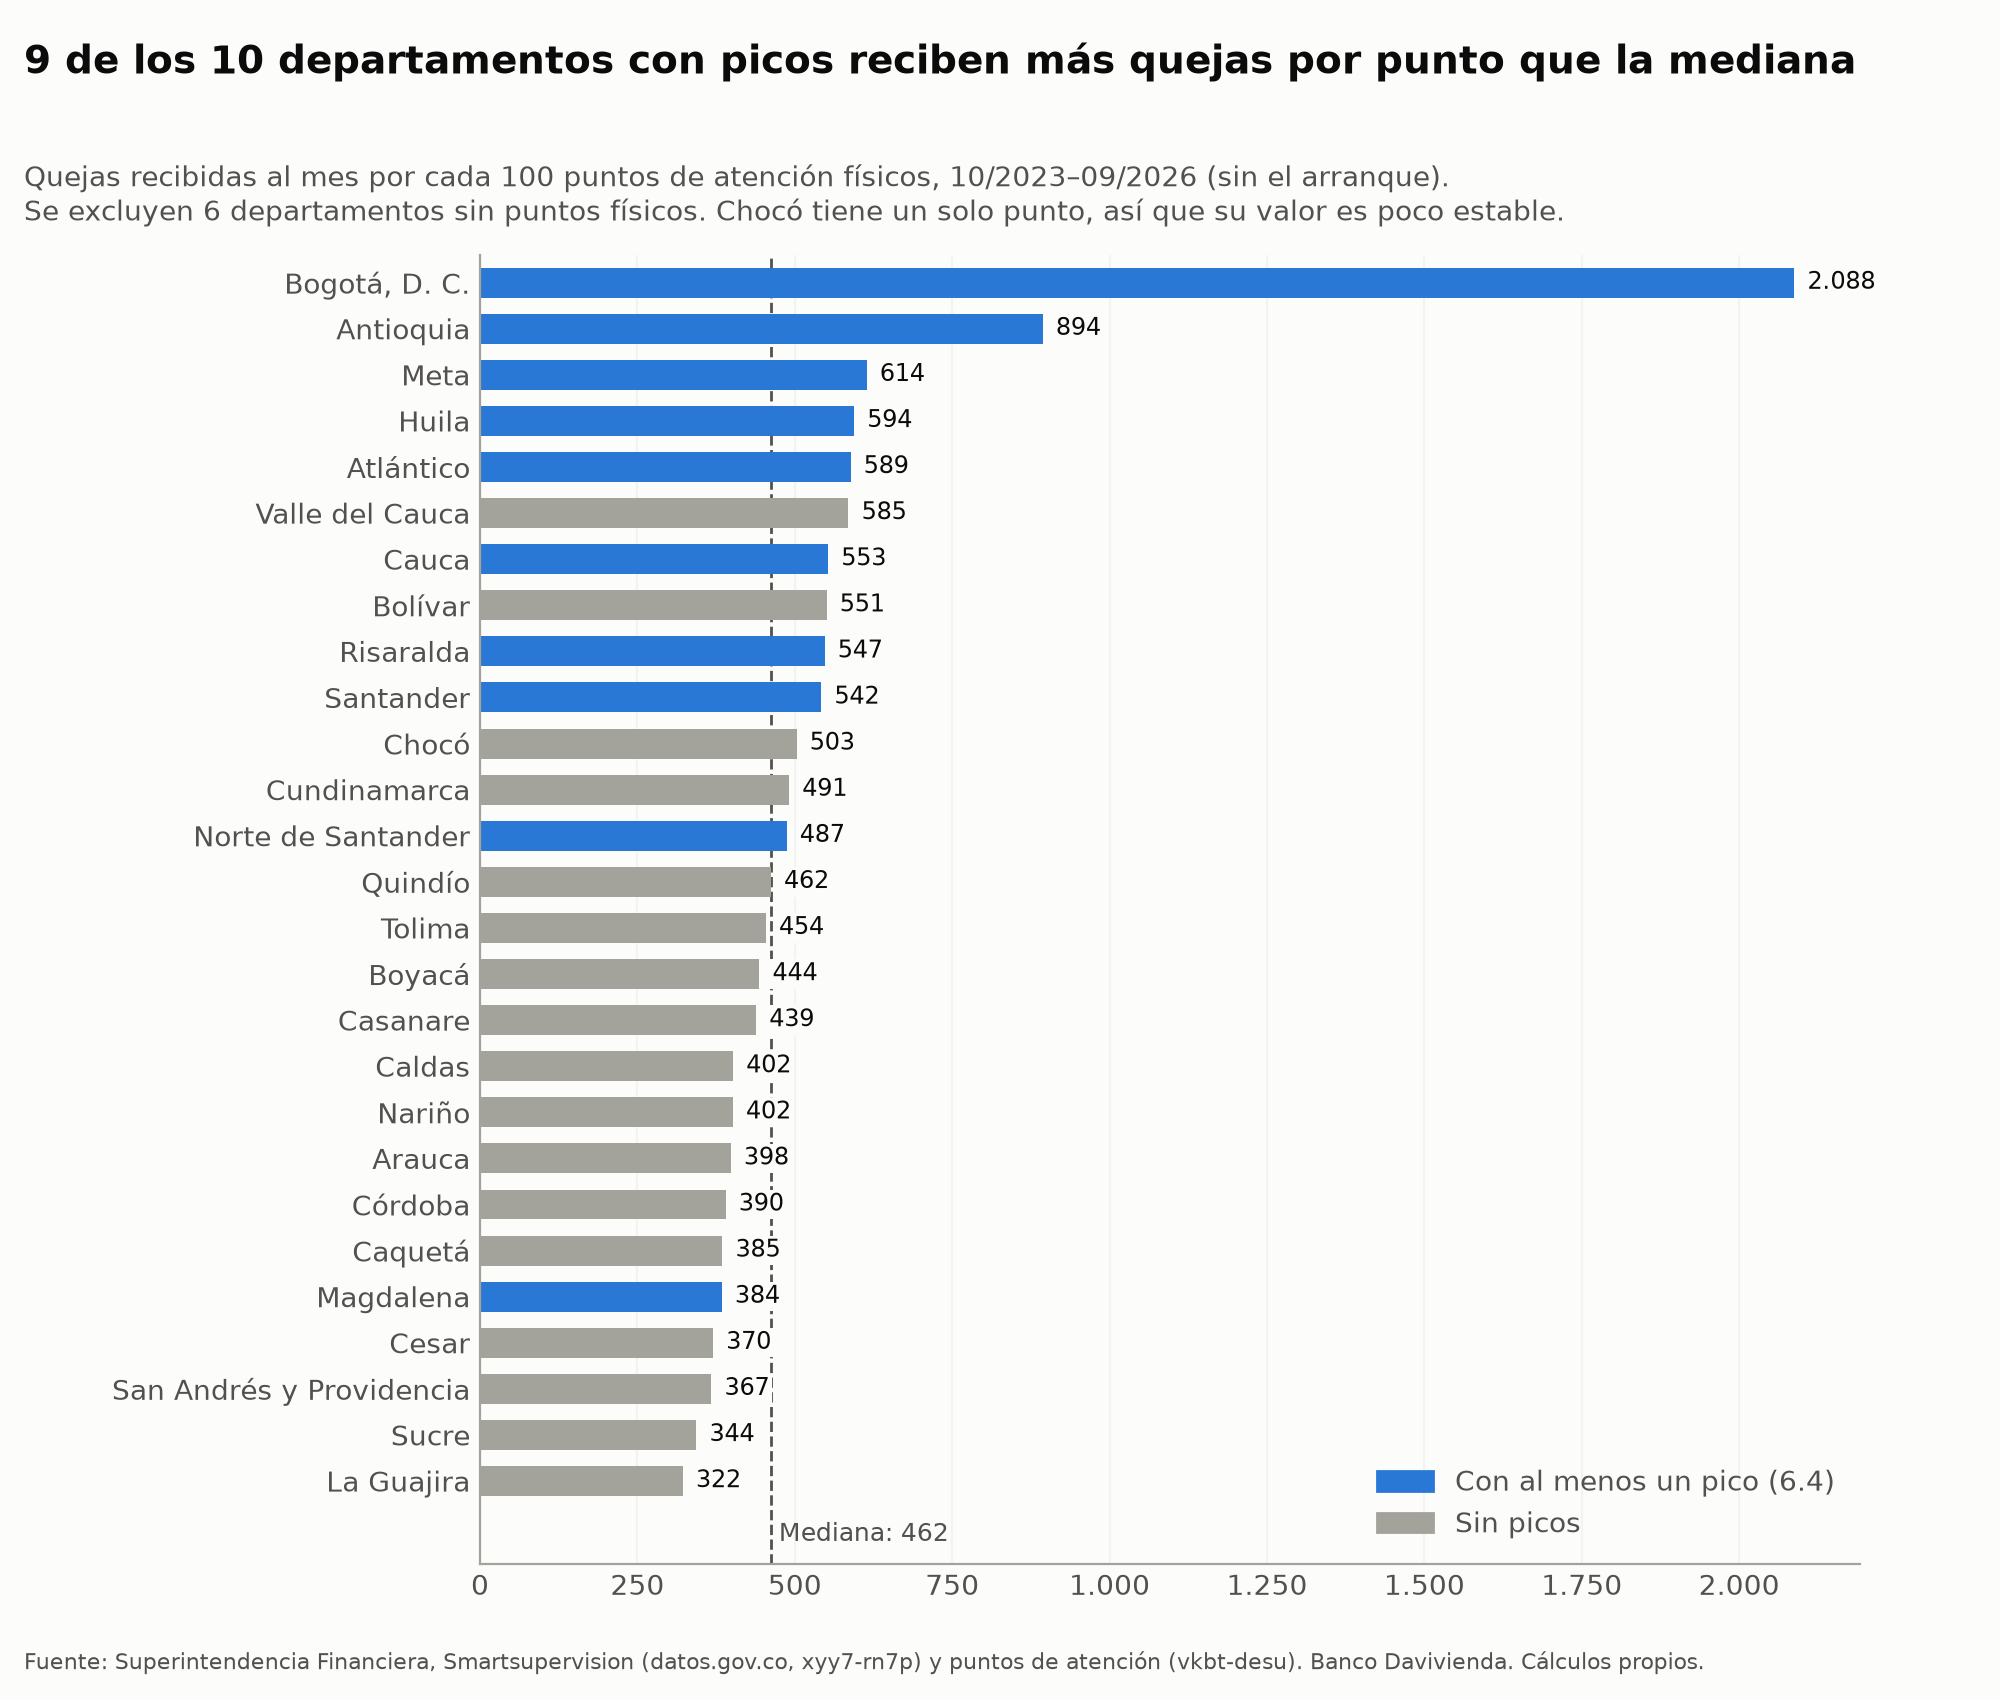 9 de los 10 departamentos con picos reciben más quejas por punto que la mediana
Quejas recibidas al mes por cada 100 puntos de atención físicos, 10/2023–09/2026 (sin el arranque).
Se excluyen 6 departamentos sin puntos físicos. Chocó tiene un solo punto, así que su valor es poco estable.
Bogotá, D. C. 2.088
Antioquia 894
Meta 614
Huila 594
Atlántico 589
Valle del Cauca 585
Cauca 553
Bolívar 551
Risaralda 547
Santander 542
Chocó 503
Cundinamarca 491
Norte de Santander 487
Quindío 462
Tolima 454
Boyacá 444
Casanare 439
Caldas 402
Nariño 402
Arauca 398
Córdoba 390
Caquetá 385
Magdalena 384
Cesar 370
San Andrés y Providencia 367
Sucre 344
La Guajira 322
Con al menos un pico (6.4)
Sin picos
Mediana: 462
0 250 500 750 1.000 1.250 1.500 1.750 2.000
Fuente: Superintendencia Financiera, Smartsupervision (datos.gov.co, xyy7-rn7p) y puntos de atención (vkbt-desu). Banco Davivienda. Cálculos propios.